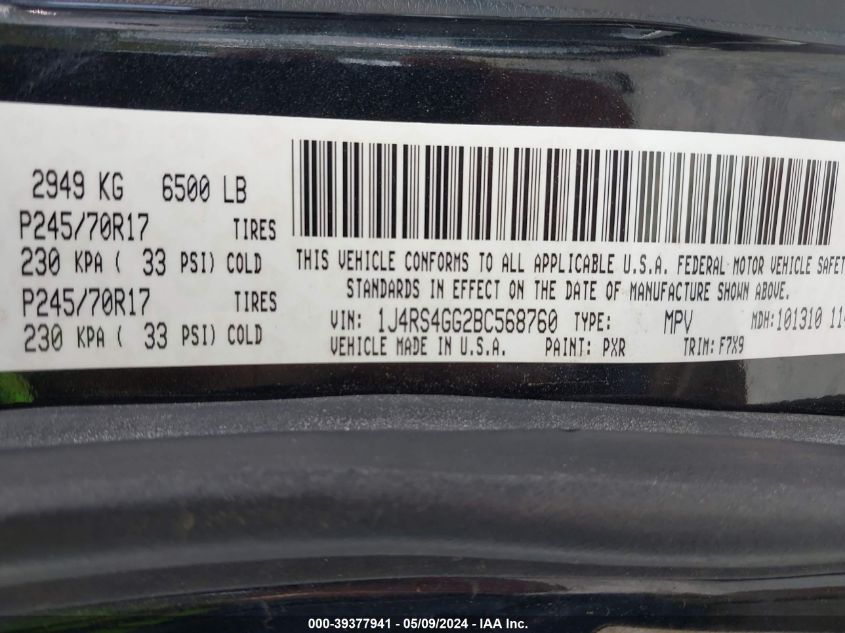 2949 KG 6500 LB
P245/70R17 TIRES
230 KPA ( 33 PSI) COLD
P245/70R17 TIRES
230 KPA ( 33 PSI) COLD
THIS VEHICLE CONFORMS TO ALL APPLICABLE U.S.A. FEDERAL MOTOR VEHICLE SAFET
STANDARDS IN EFFECT ON THE DATE OF MANUFACTURE SHOWN ABOVE.
VIN: 1J4RS4GG2BC568760 TYPE: MPV MDH:101310 114
VEHICLE MADE IN U.S.A. PAINT: PXR TRIM: F7X9
000-39377941 - 05/09/2024 - IAA Inc.